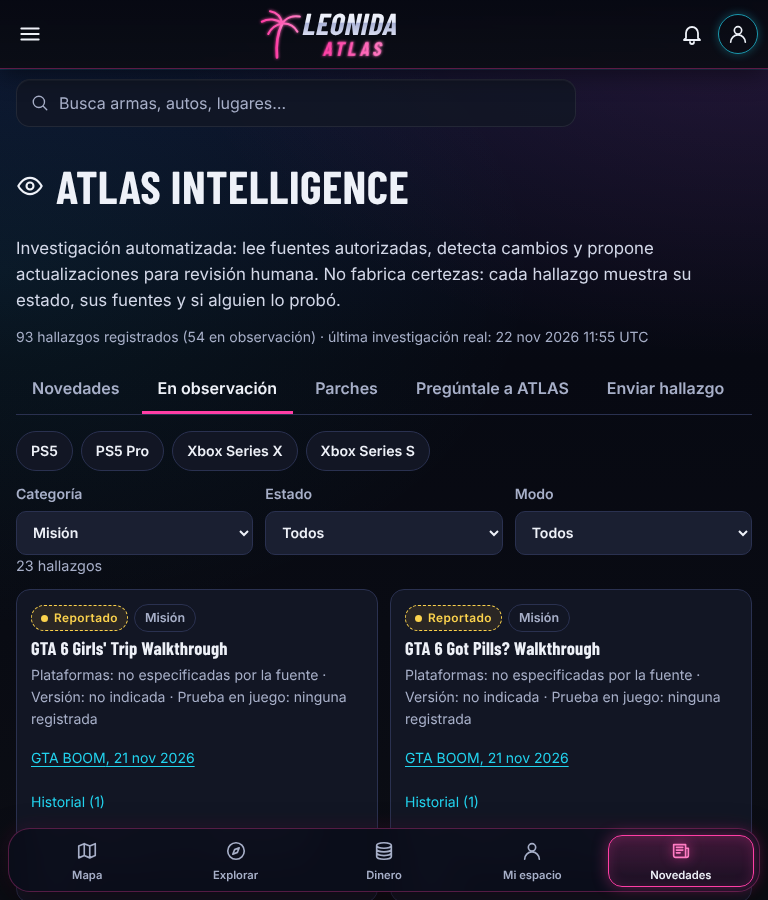 LEONIDA
ATLAS
Busca armas, autos, lugares...
ATLAS INTELLIGENCE
Investigación automatizada: lee fuentes autorizadas, detecta cambios y propone
actualizaciones para revisión humana. No fabrica certezas: cada hallazgo muestra su
estado, sus fuentes y si alguien lo probó.
93 hallazgos registrados (54 en observación) · última investigación real: 22 nov 2026 11:55 UTC
Novedades En observación Parches Pregúntale a ATLAS Enviar hallazgo
PS5 PS5 Pro Xbox Series X Xbox Series S
Categoría Estado Modo
Misión Todos Todos
23 hallazgos
Reportado Misión
GTA 6 Girls' Trip Walkthrough
Plataformas: no especificadas por la fuente ·
Versión: no indicada · Prueba en juego: ninguna
registrada
GTA BOOM, 21 nov 2026
Historial (1)
Reportado Misión
GTA 6 Got Pills? Walkthrough
Plataformas: no especificadas por la fuente ·
Versión: no indicada · Prueba en juego: ninguna
registrada
GTA BOOM, 21 nov 2026
Historial (1)
Mapa Explorar Dinero Mi espacio Novedades